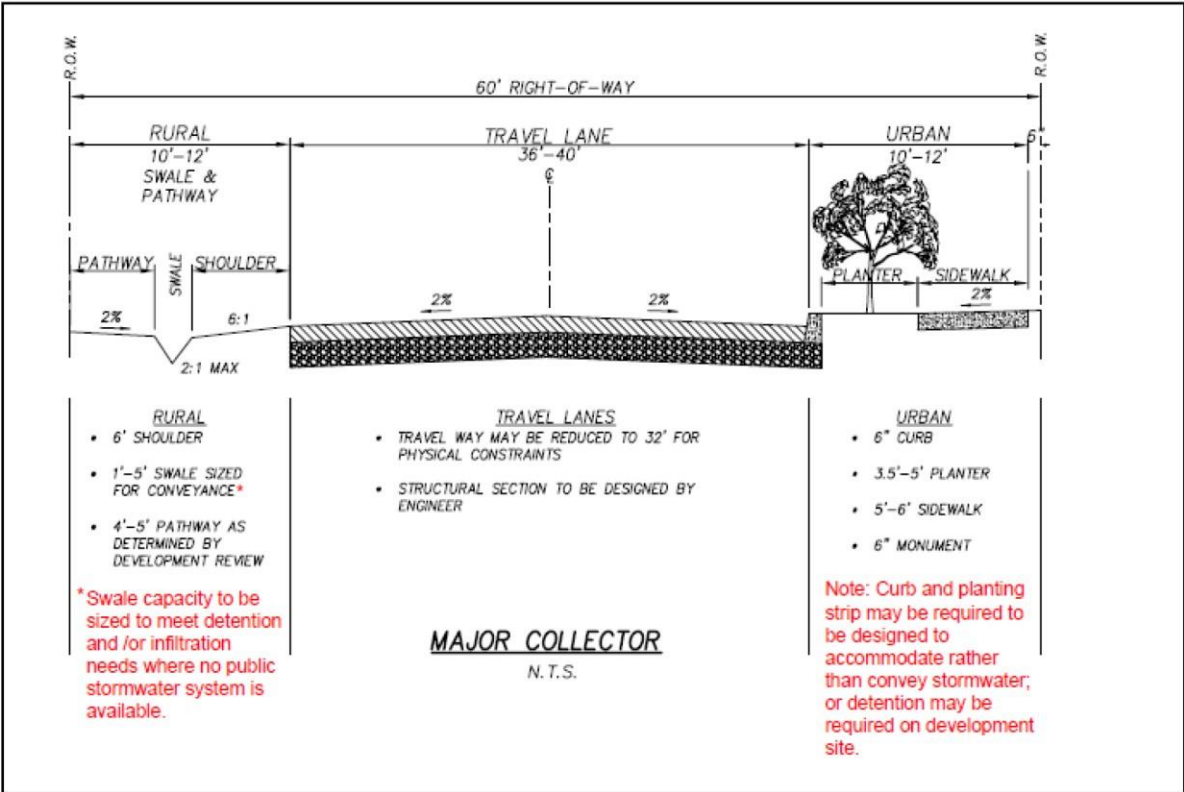 R.O.W.
R.O.W.
60' RIGHT-OF-WAY
RURAL
10'-12'
SWALE &
PATHWAY
TRAVEL LANE
36'-40'
℄
URBAN
10'-12'
6"
PATHWAY
SWALE
SHOULDER
PLANTER
SIDEWALK
2%
6:1
2%
2%
2%
2:1 MAX
RURAL
• 6' SHOULDER
• 1'-5' SWALE SIZED
FOR CONVEYANCE*
• 4'-5' PATHWAY AS
DETERMINED BY
DEVELOPMENT REVIEW
*Swale capacity to be
sized to meet detention
and /or infiltration
needs where no public
stormwater system is
available.
TRAVEL LANES
• TRAVEL WAY MAY BE REDUCED TO 32' FOR
PHYSICAL CONSTRAINTS
• STRUCTURAL SECTION TO BE DESIGNED BY
ENGINEER
MAJOR COLLECTOR
N.T.S.
URBAN
• 6" CURB
• 3.5'-5' PLANTER
• 5'-6' SIDEWALK
• 6" MONUMENT
Note: Curb and planting
strip may be required to
be designed to
accommodate rather
than convey stormwater;
or detention may be
required on development
site.